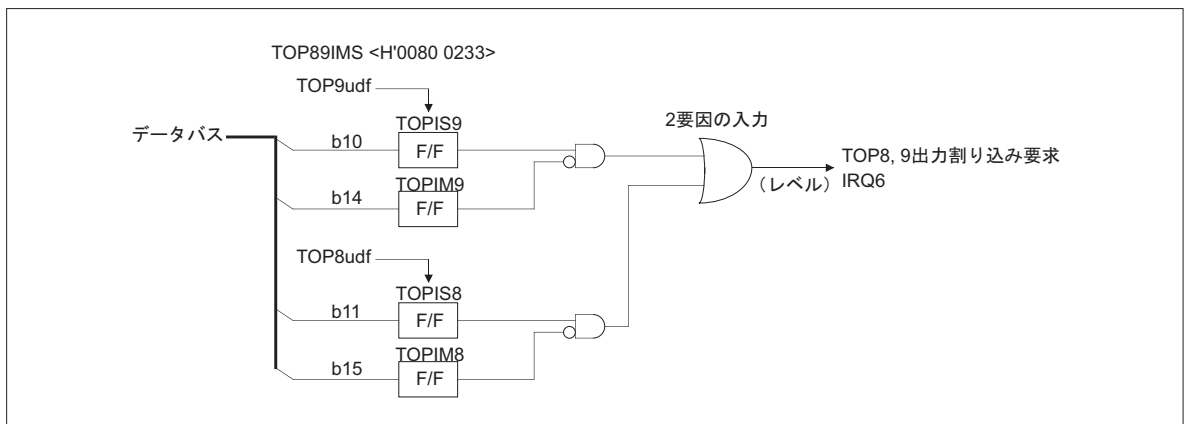 TOP89IMS <H'0080 0233>
TOP9udf
データバス
b10
TOPIS9
F/F
2要因の入力
b14
TOPIM9
F/F
(レベル)
TOP8, 9出力割り込み要求
IRQ6
TOP8udf
b11
TOPIS8
F/F
b15
TOPIM8
F/F